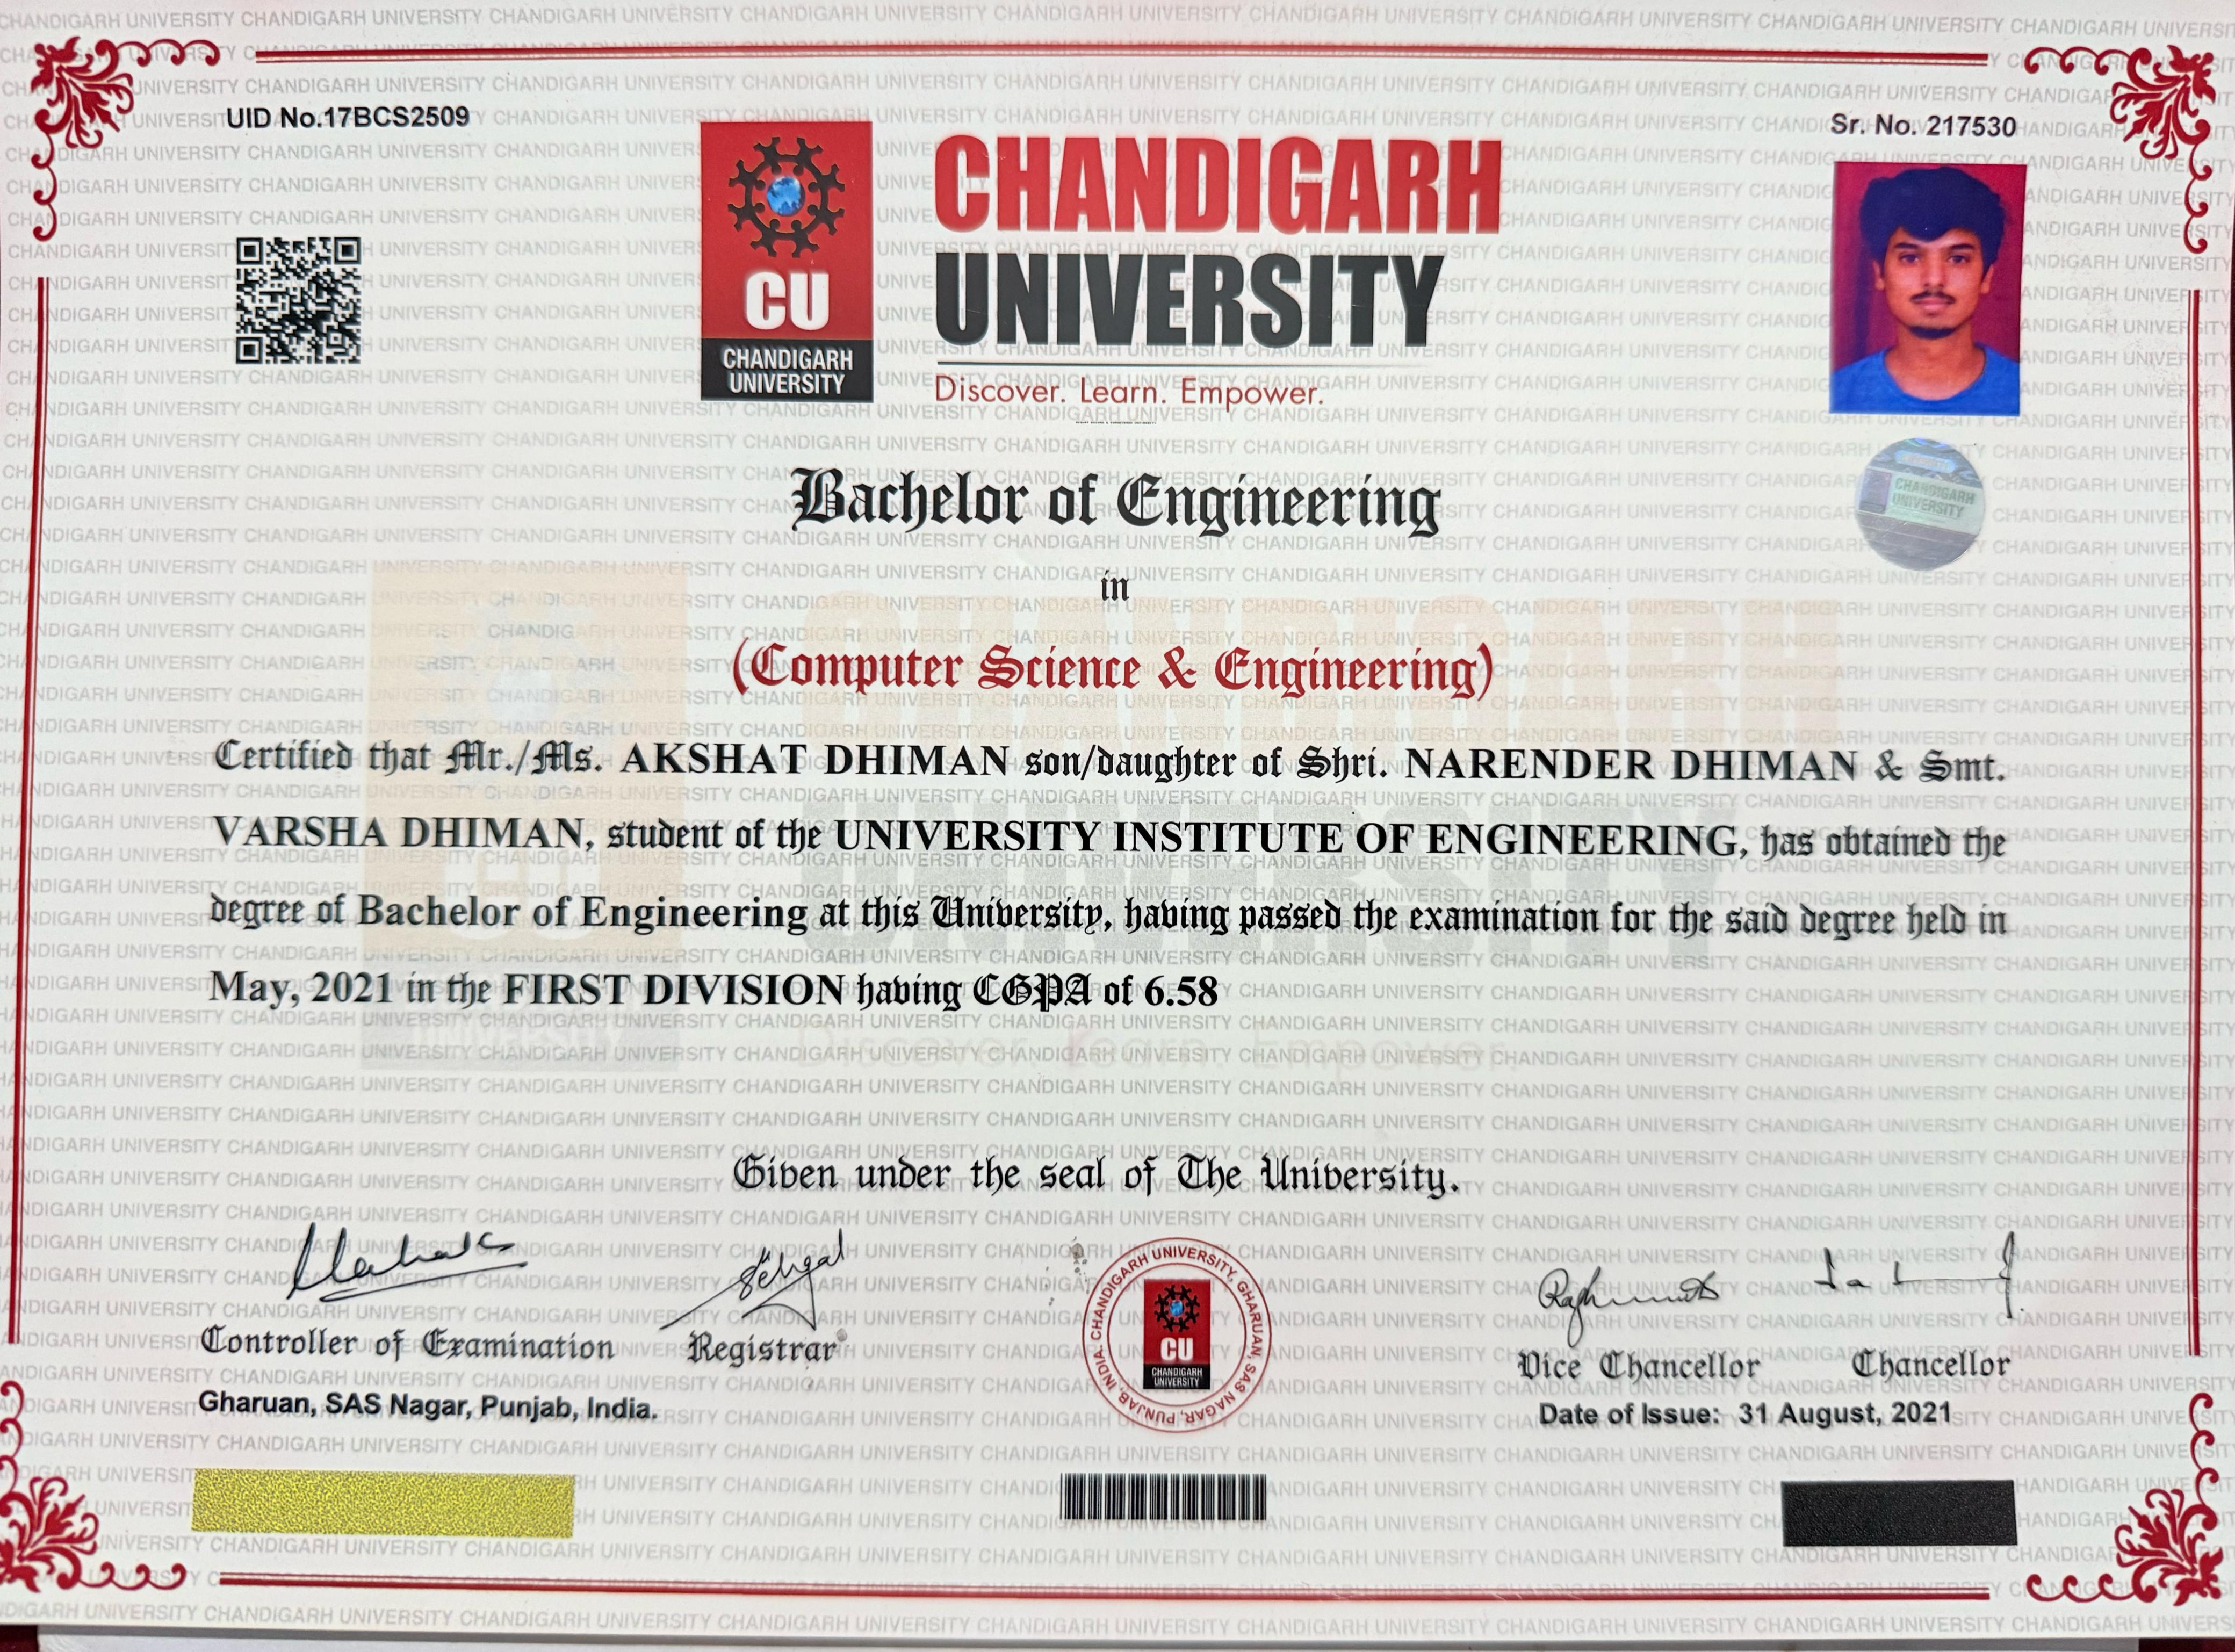 UID No.17BCS2509
Sr. No. 217530
CU
CHANDIGARH
UNIVERSITY
CHANDIGARH
UNIVERSITY
Discover. Learn. Empower.
CHANDIGARH
UNIVERSITY
Bachelor of Engineering
in
(Computer Science & Engineering)
Certified that Mr./Ms. AKSHAT DHIMAN son/daughter of Shri. NARENDER DHIMAN & Smt.
VARSHA DHIMAN, student of the UNIVERSITY INSTITUTE OF ENGINEERING, has obtained the
degree of Bachelor of Engineering at this University, having passed the examination for the said degree held in
May, 2021 in the FIRST DIVISION having CGPA of 6.58
Given under the seal of The University.
Sehgal
CHANDIGARH UNIVERSITY, GHARUAN, SAS NAGAR, PUNJAB, INDIA.
CU
CHANDIGARH
UNIVERSITY
Controller of Examination
Registrar
Vice Chancellor
Chancellor
Gharuan, SAS Nagar, Punjab, India.
Date of Issue: 31 August, 2021